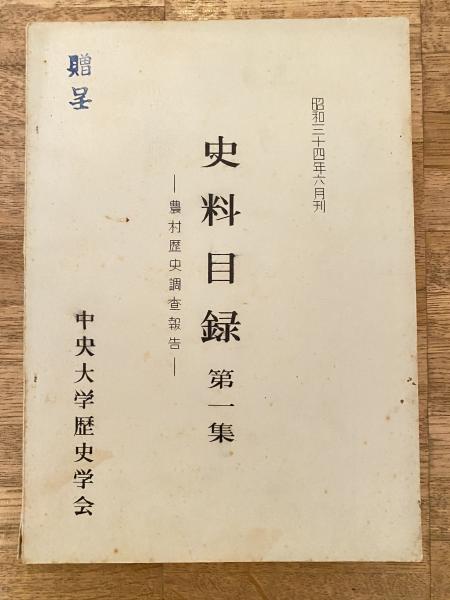 昭和三十四年六月刊
史料目録 第一集
―農村歴史調査報告―
中央大学歴史学会
贈呈